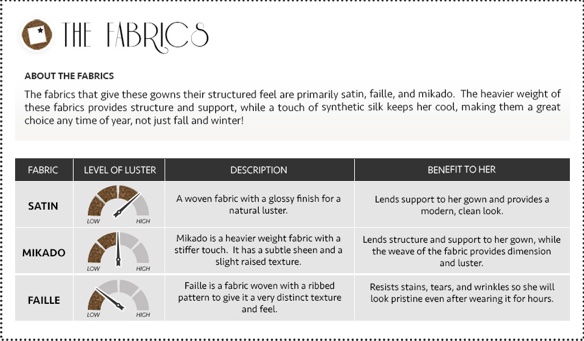 THE FABRICS
ABOUT THE FABRICS
The fabrics that give these gowns their structured feel are primarily satin, faille, and mikado. The heavier weight of
these fabrics provides structure and support, while a touch of synthetic silk keeps her cool, making them a great
choice any time of year, not just fall and winter!
FABRIC LEVEL OF LUSTER DESCRIPTION BENEFIT TO HER
SATIN
LOW HIGH
A woven fabric with a glossy finish for a
natural luster.
Lends support to her gown and provides a
modern, clean look.
MIKADO
LOW HIGH
Mikado is a heavier weight fabric with a
stiffer touch. It has a subtle sheen and a
slight raised texture.
Lends structure and support to her gown, while
the weave of the fabric provides dimension
and luster.
FAILLE
LOW HIGH
Faille is a fabric woven with a ribbed
pattern to give it a very distinct texture
and feel.
Resists stains, tears, and wrinkles so she will
look pristine even after wearing it for hours.